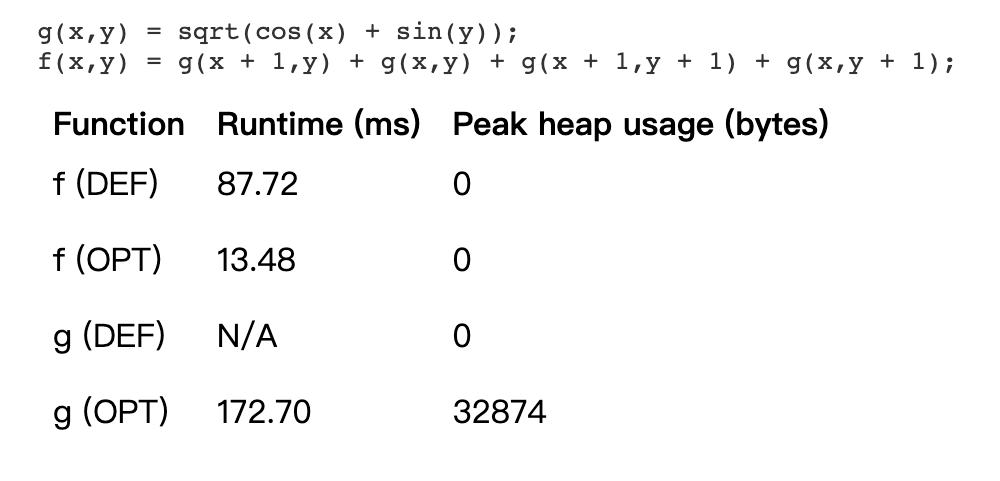 g(x,y) = sqrt(cos(x) + sin(y));
f(x,y) = g(x + 1,y) + g(x,y) + g(x + 1,y + 1) + g(x,y + 1);
Function Runtime (ms) Peak heap usage (bytes)
f (DEF) 87.72 0
f (OPT) 13.48 0
g (DEF) N/A 0
g (OPT) 172.70 32874